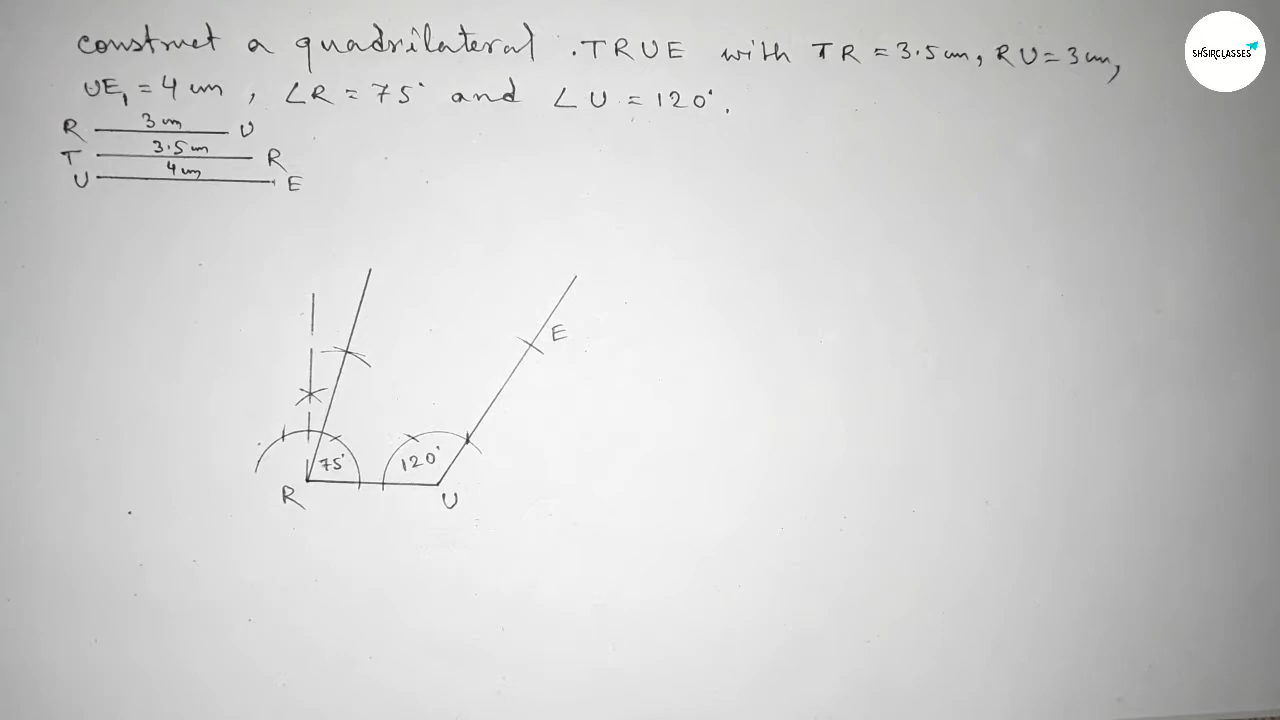 construct a quadrilateral . TRUE with TR = 3.5 cm, RU = 3 cm,
UE, = 4 cm , ∠R = 75° and ∠U = 120°.
R 3 cm U
T 3.5 cm R
U 4 cm E
E
75° 120°
R U
SHSIRCLASSES